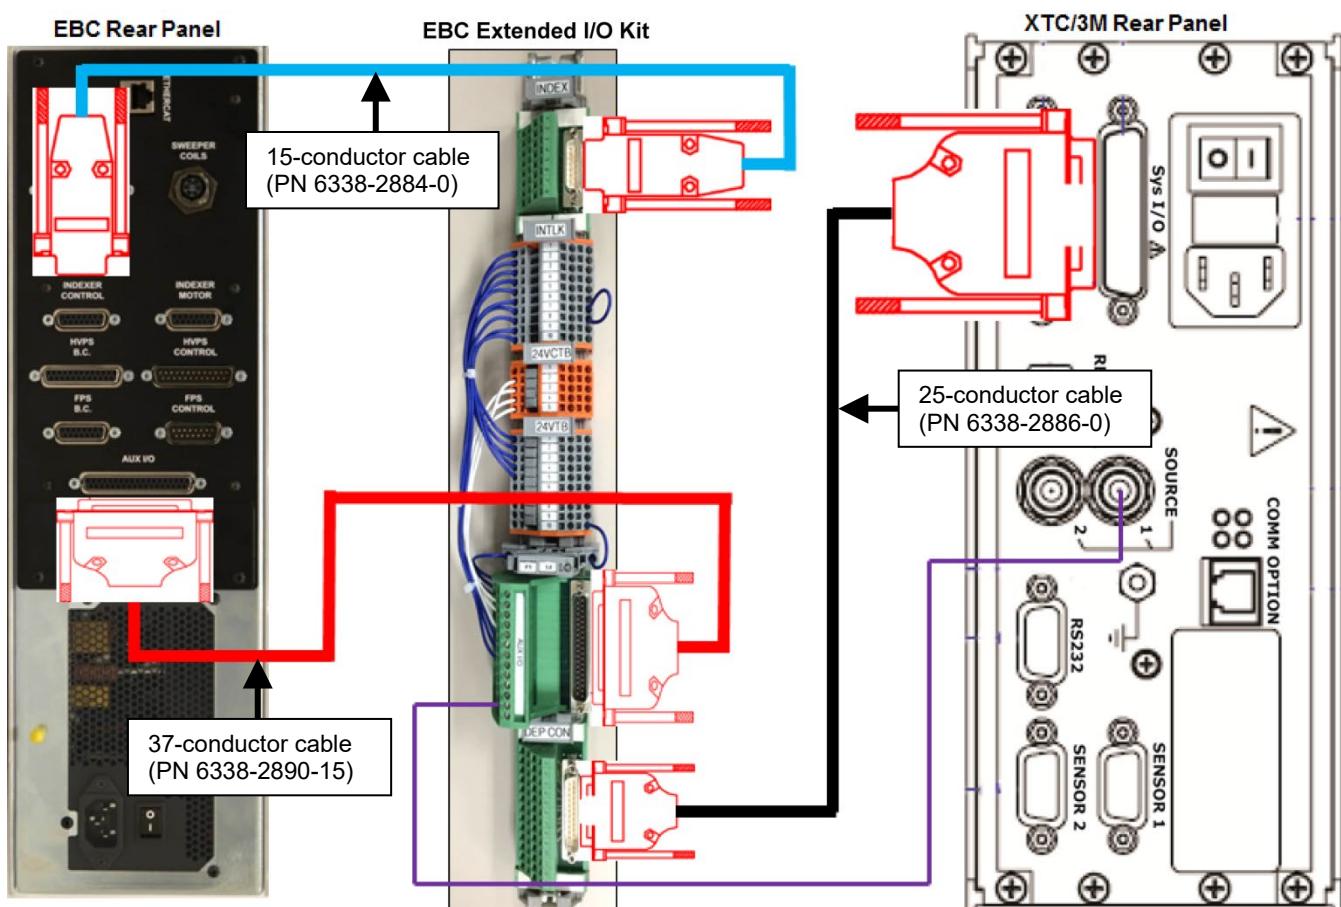 EBC Rear Panel
EBC Extended I/O Kit
XTC/3M Rear Panel
ETHERCAT
SWEEPER
COILS
INDEX
15-conductor cable
(PN 6338-2884-0)
INTLK
Sys I/O
INDEXER
CONTROL
INDEXER
MOTOR
HVPS
B.C.
HVPS
CONTROL
FPS
B.C.
FPS
CONTROL
AUX I/O
24VCTB
24VTB
25-conductor cable
(PN 6338-2886-0)
SOURCE
2
1
COMM OPTION
AUX I/O
RS232
DEP CON
37-conductor cable
(PN 6338-2890-15)
SENSOR 2
SENSOR 1